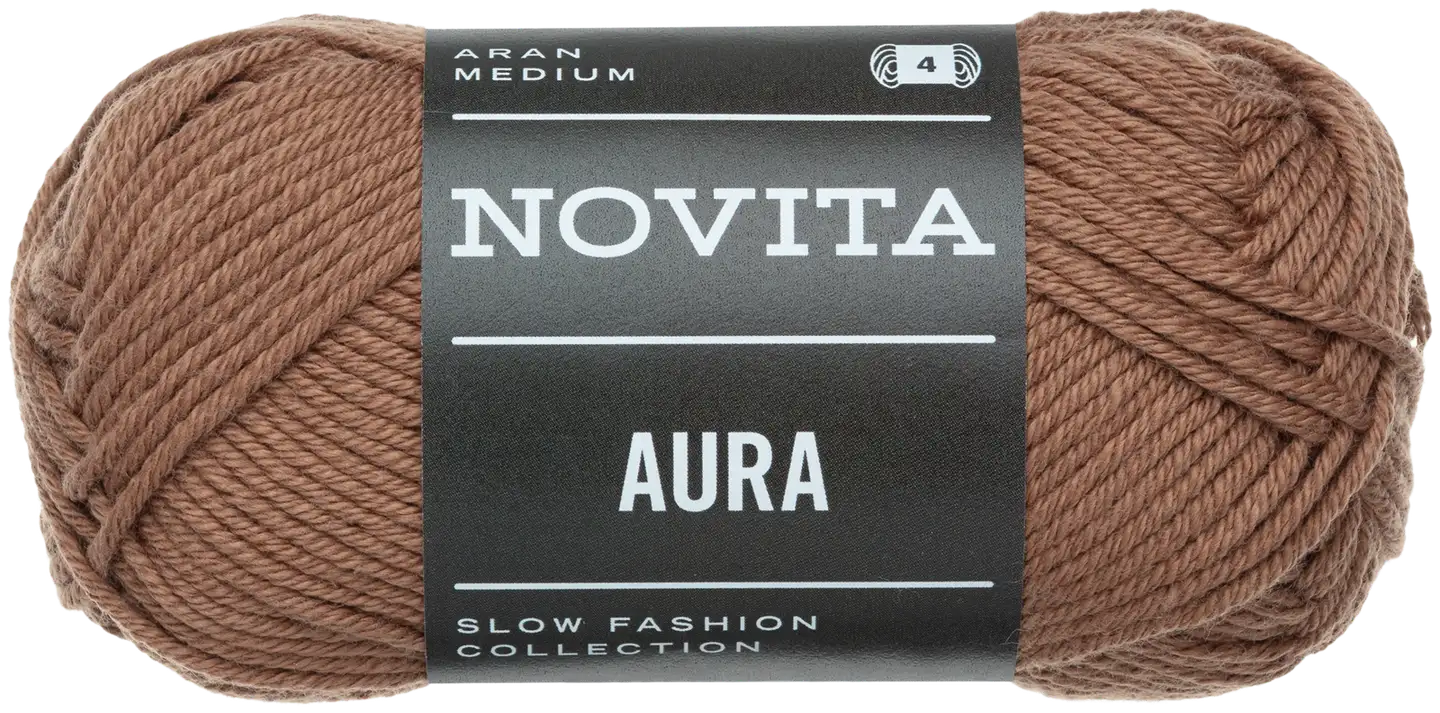 ARAN
MEDIUM
4
NOVITA
AURA
SLOW FASHION
COLLECTION